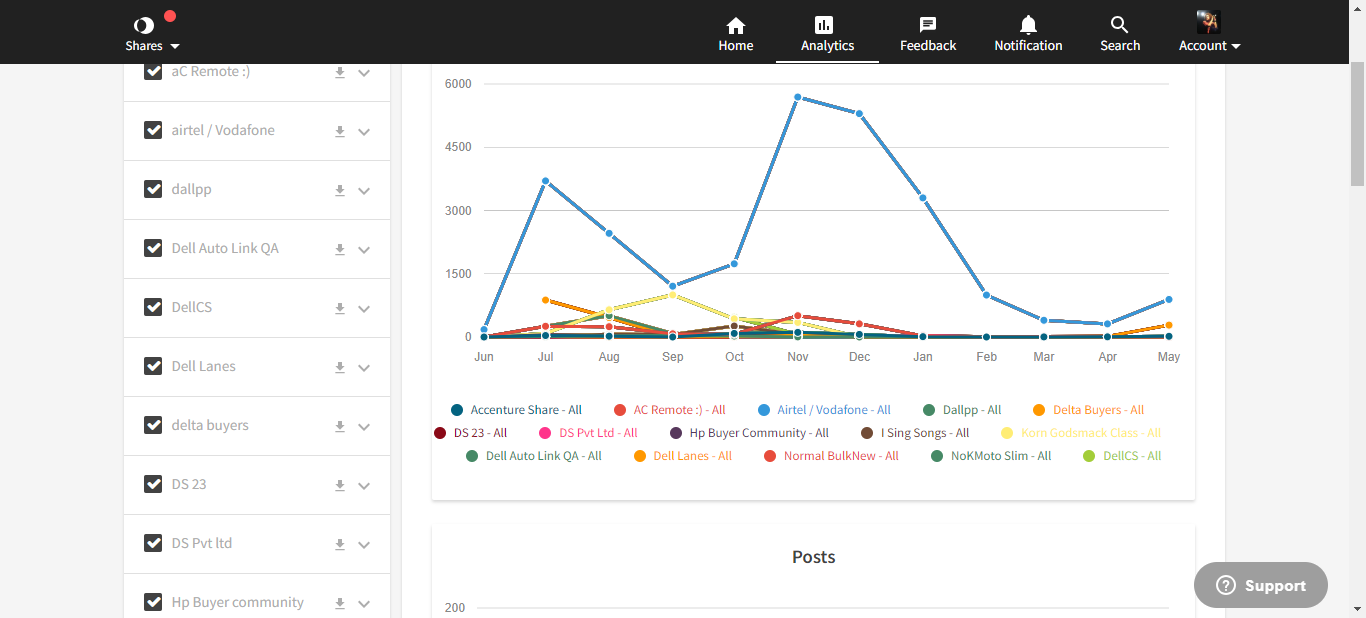 Shares
Home
Analytics
Feedback
Notification
Search
Account
aC Remote :)
airtel / Vodafone
dallpp
Dell Auto Link QA
DellCS
Dell Lanes
delta buyers
DS 23
DS Pvt ltd
Hp Buyer community
6000
4500
3000
1500
0
Jun Jul Aug Sep Oct Nov Dec Jan Feb Mar Apr May
Accenture Share - All AC Remote :) - All Airtel / Vodafone - All Dallpp - All Delta Buyers - All
DS 23 - All DS Pvt Ltd - All Hp Buyer Community - All I Sing Songs - All Korn Godsmack Class - All
Dell Auto Link QA - All Dell Lanes - All Normal BulkNew - All NoKMoto Slim - All DellCS - All
Posts
200
Support